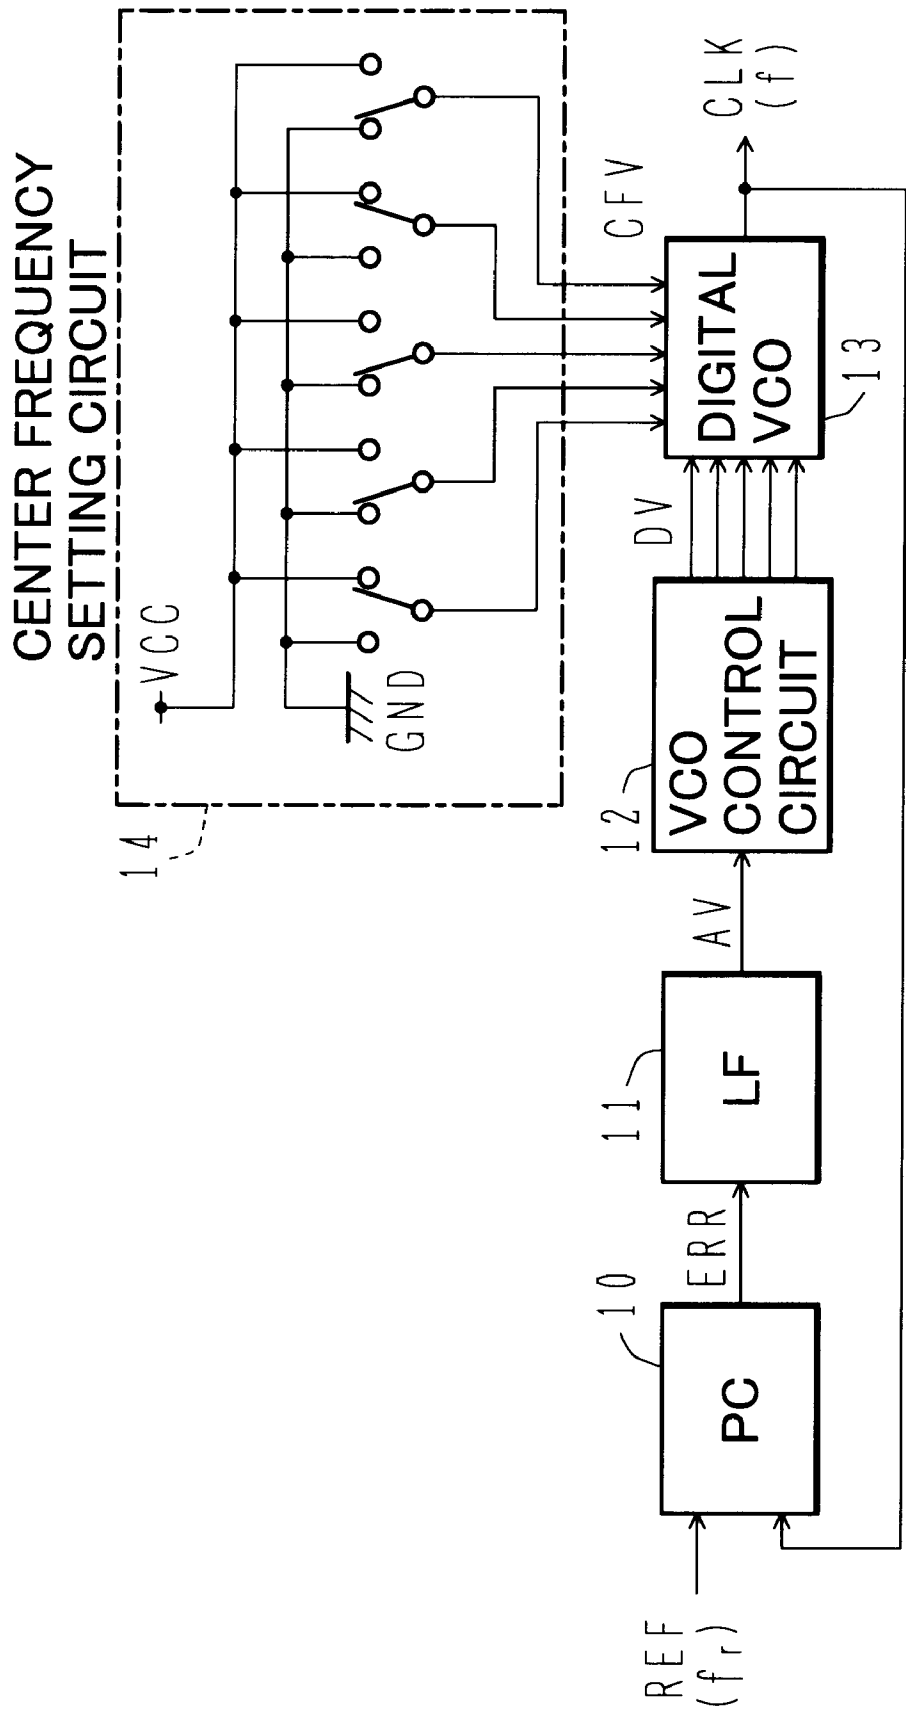 CENTER FREQUENCY
SETTING CIRCUIT
14
VCC
GND
CFV
REF
(fr)
PC
10
ERR
LF
11
AV
VCO
CONTROL
CIRCUIT
12
DV
DIGITAL
VCO
13
CLK
(f)